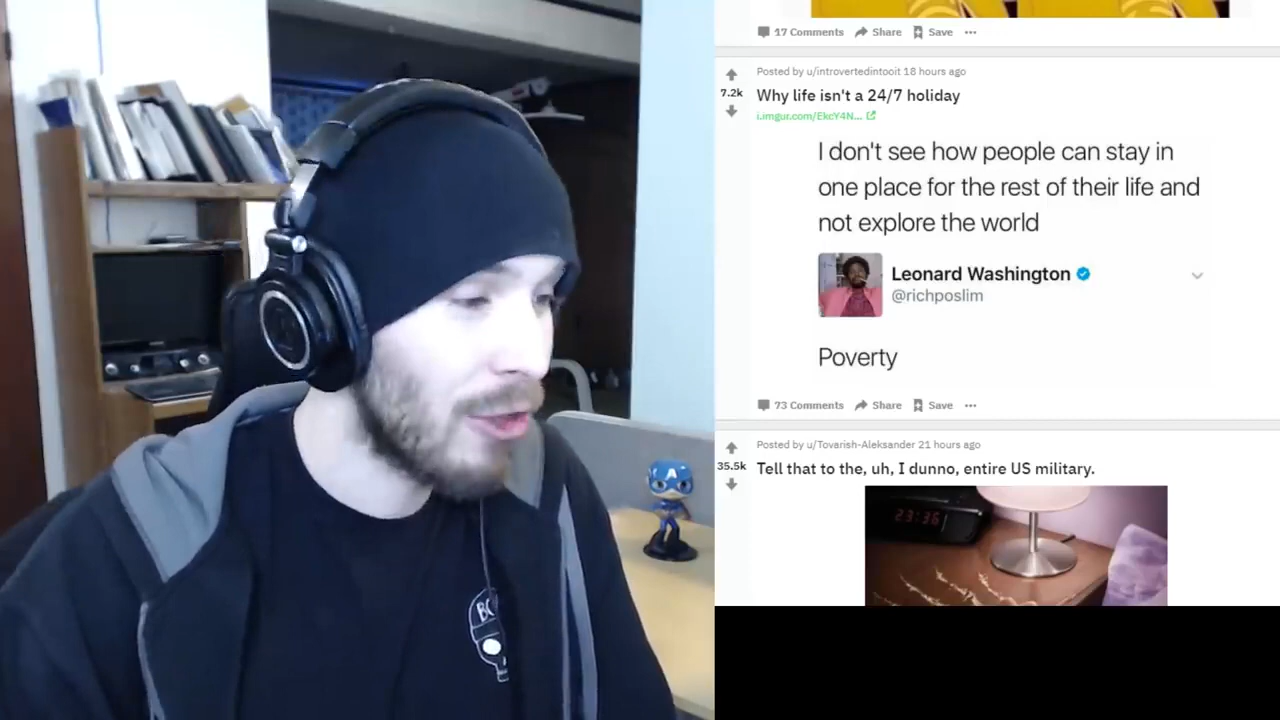 17 Comments Share Save
Posted by u/introvertedintooit 18 hours ago
7.2k
Why life isn't a 24/7 holiday
i.imgur.com/EkcY4N...
I don't see how people can stay in
one place for the rest of their life and
not explore the world
Leonard Washington
@richposlim
Poverty
73 Comments Share Save
Posted by u/Tovarish-Aleksander 21 hours ago
35.5k
Tell that to the, uh, I dunno, entire US military.
23:36
A